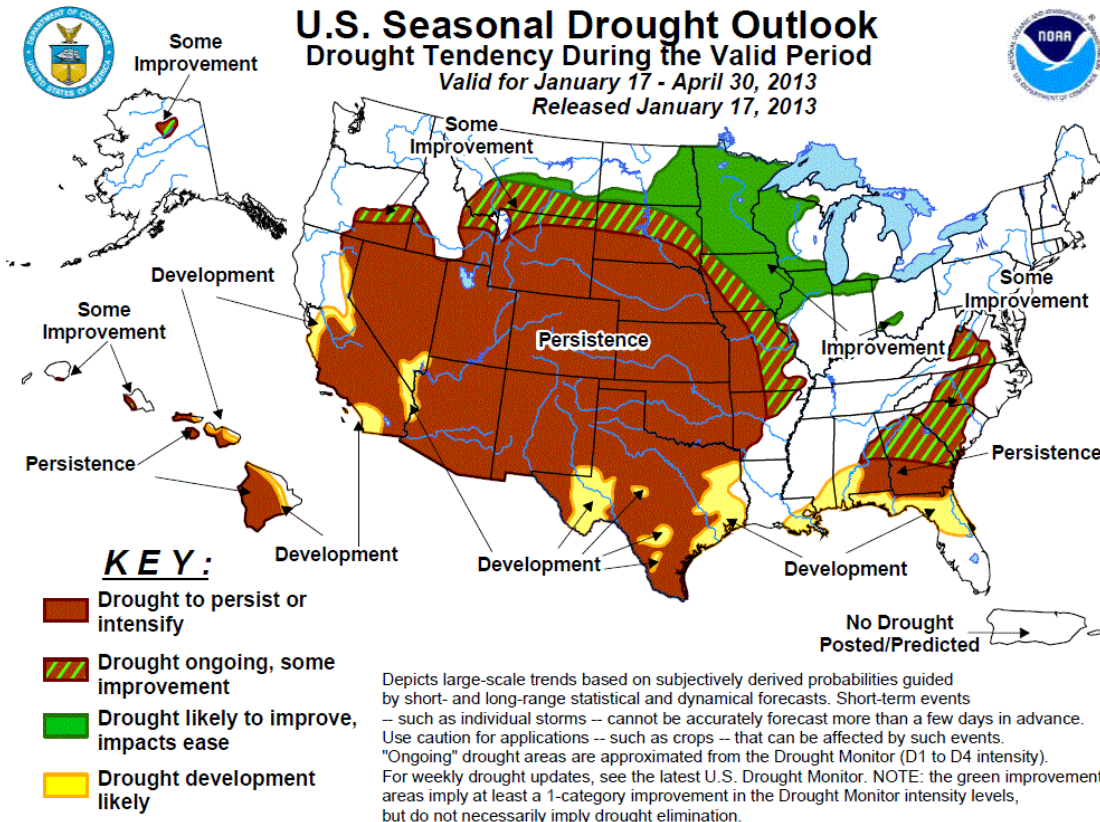 U.S. Seasonal Drought Outlook
Drought Tendency During the Valid Period
Valid for January 17 - April 30, 2013
Released January 17, 2013
DEPARTMENT OF COMMERCE
UNITED STATES OF AMERICA
NOAA
Some
Improvement
Some
Improvement
Development
Some
Improvement
Some
Improvement
Persistence
Improvement
Persistence
Persistence
Development
Development
Development
No Drought
Posted/Predicted
KEY:
Drought to persist or
intensify
Drought ongoing, some
improvement
Drought likely to improve,
impacts ease
Drought development
likely
Depicts large-scale trends based on subjectively derived probabilities guided
by short- and long-range statistical and dynamical forecasts. Short-term events
-- such as individual storms -- cannot be accurately forecast more than a few days in advance.
Use caution for applications -- such as crops -- that can be affected by such events.
"Ongoing" drought areas are approximated from the Drought Monitor (D1 to D4 intensity).
For weekly drought updates, see the latest U.S. Drought Monitor. NOTE: the green improvement
areas imply at least a 1-category improvement in the Drought Monitor intensity levels,
but do not necessarily imply drought elimination.